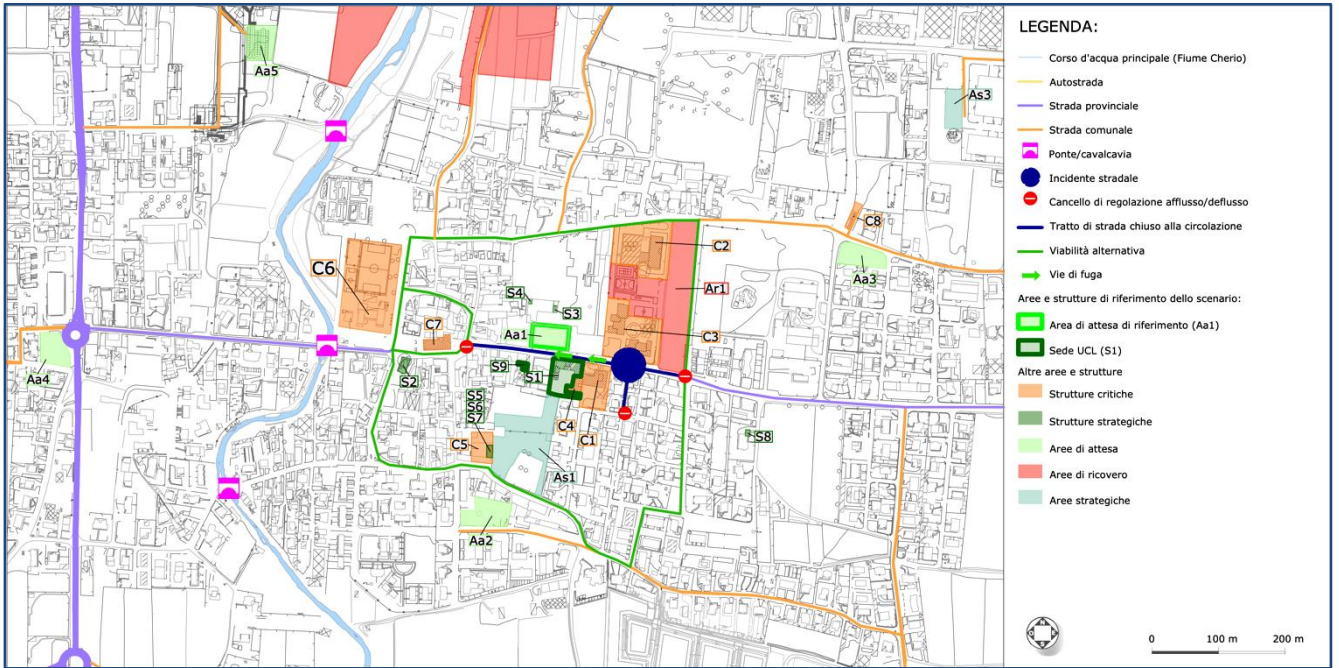 Aa5
As3
C8
C2
C6
Aa3
S4
Ar1
S3
C7
Aa1
C3
Aa4
S9
S2
S1
S5
S6
S7
C4
C1
S8
C5
As1
Aa2
LEGENDA:
Corso d'acqua principale (Fiume Cherio)
Autostrada
Strada provinciale
Strada comunale
Ponte/cavalcavia
Incidente stradale
Cancello di regolazione afflusso/deflusso
Tratto di strada chiuso alla circolazione
Viabilità alternativa
Vie di fuga
Aree e strutture di riferimento dello scenario:
Area di attesa di riferimento (Aa1)
Sede UCL (S1)
Altre aree e strutture
Strutture critiche
Strutture strategiche
Aree di attesa
Aree di ricovero
Aree strategiche
N
E
S
O
0 100 m 200 m